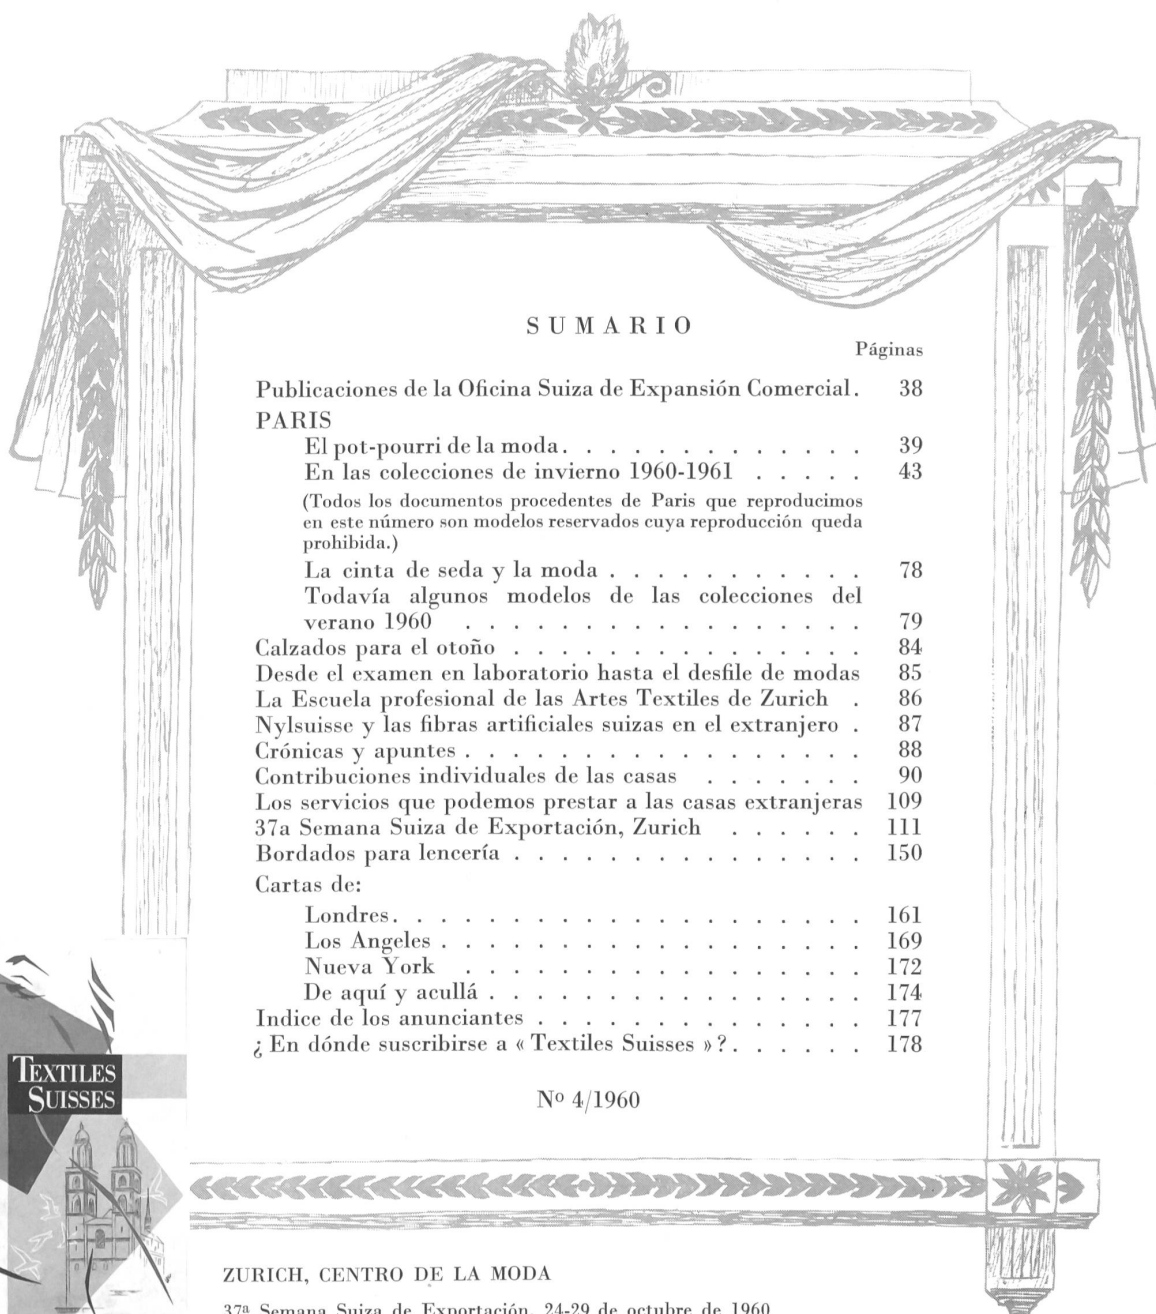 SUMARIO
Páginas
Publicaciones de la Oficina Suiza de Expansión Comercial. 38
PARIS
El pot-pourri de la moda. . . . . . . . . . . . . 39
En las colecciones de invierno 1960-1961 . . . . . 43
(Todos los documentos procedentes de Paris que reproducimos
en este número son modelos reservados cuya reproducción queda
prohibida.)
La cinta de seda y la moda . . . . . . . . . . . 78
Todavía algunos modelos de las colecciones del
verano 1960 . . . . . . . . . . . . . . . . . 79
Calzados para el otoño . . . . . . . . . . . . . . . 84
Desde el examen en laboratorio hasta el desfile de modas 85
La Escuela profesional de las Artes Textiles de Zurich . 86
Nylsuisse y las fibras artificiales suizas en el extranjero . 87
Crónicas y apuntes . . . . . . . . . . . . . . . . . 88
Contribuciones individuales de las casas . . . . . . . 90
Los servicios que podemos prestar a las casas extranjeras 109
37a Semana Suiza de Exportación, Zurich . . . . . . 111
Bordados para lencería . . . . . . . . . . . . . . . 150
Cartas de:
Londres. . . . . . . . . . . . . . . . . . . . 161
Los Angeles . . . . . . . . . . . . . . . . . . 169
Nueva York . . . . . . . . . . . . . . . . . 172
De aquí y acullá . . . . . . . . . . . . . . . . 174
Indice de los anunciantes . . . . . . . . . . . . . . 177
¿ En dónde suscribirse a « Textiles Suisses » ? . . . . . . 178
Nº 4/1960
TEXTILES
SUISSES
ZURICH, CENTRO DE LA MODA
37ª Semana Suiza de Exportación, 24-29 de octubre de 1960